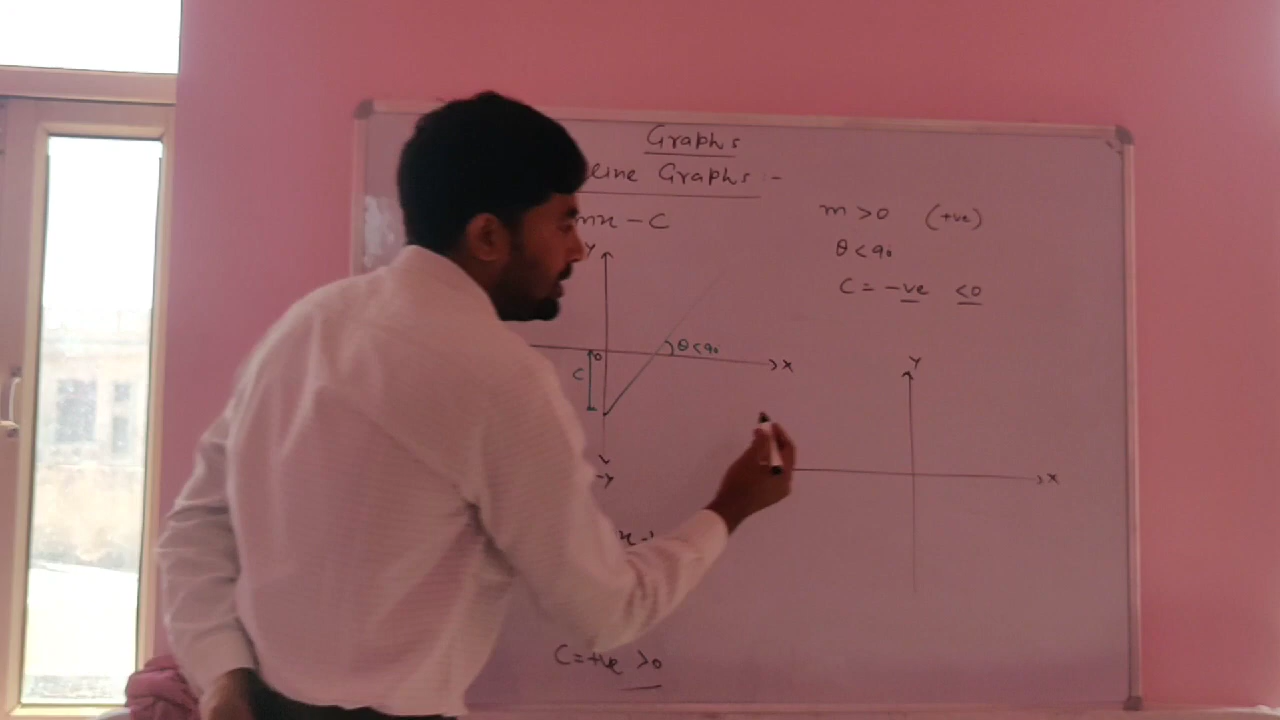 Graphs
Line Graphs :-
mx - C
m > 0 (+ve)
θ < 90
C = -ve < 0
Y
O
θ < 90
X
C
-Y
Y
X
x -
C = +ve > 0